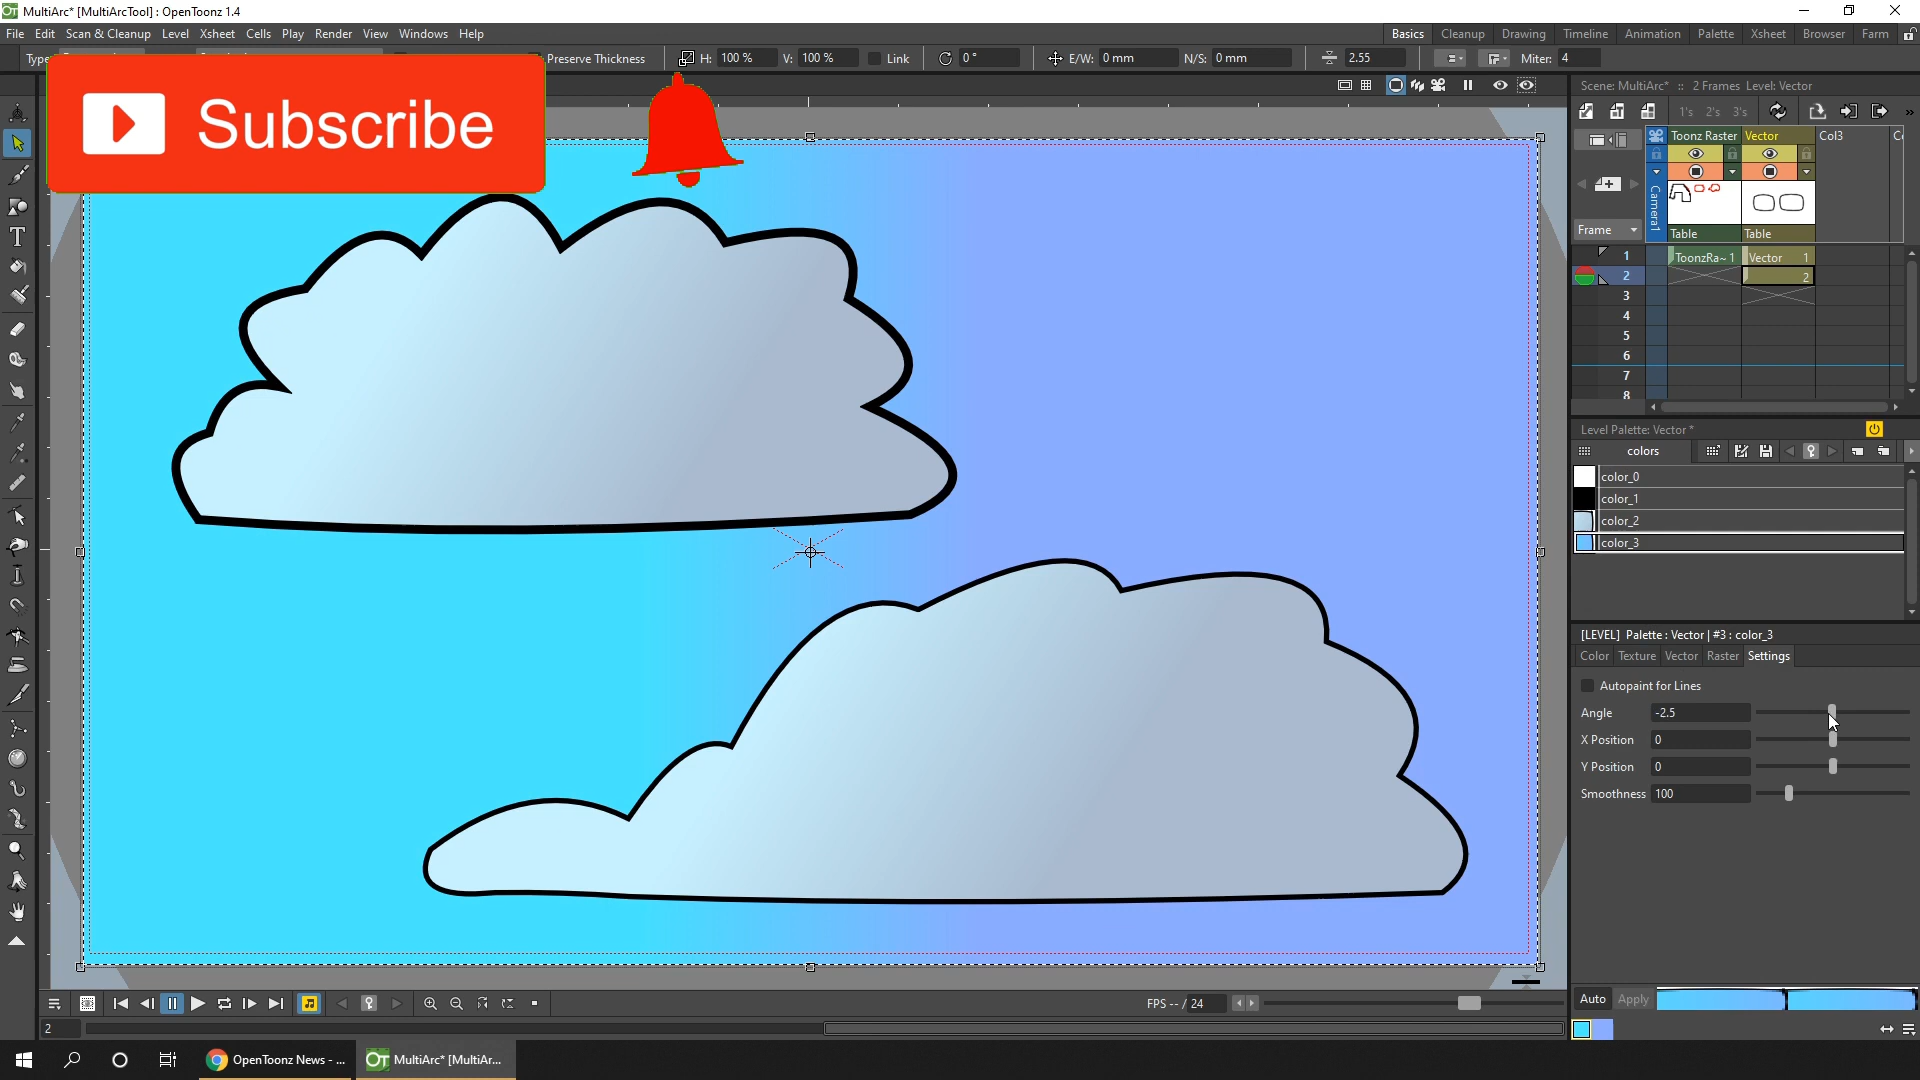 MultiArc* [MultiArcTool] : OpenToonz 1.4
File Edit Scan & Cleanup Level Xsheet Cells Play Render View Windows Help
Basics Cleanup Drawing Timeline Animation Palette Xsheet Browser Farm
Type Preserve Thickness H: 100 % V: 100 % Link 0 ° E/W: 0 mm N/S: 0 mm 2.55 Miter: 4
Subscribe
Scene: MultiArc* :: 2 Frames Level: Vector
1's 2's 3's
Toonz Raster Vector Col3
Camera1
Frame Table Table
1 ToonzRa~ 1 Vector 1
2 2
3
4
5
6
7
8
Level Palette: Vector *
colors
color_0
color_1
color_2
color_3
[LEVEL] Palette : Vector | #3 : color_3
Color Texture Vector Raster Settings
Autopaint for Lines
Angle -2.5
X Position 0
Y Position 0
Smoothness 100
Auto Apply
FPS -- / 24
2
OpenToonz News - ... MultiArc* [MultiAr...